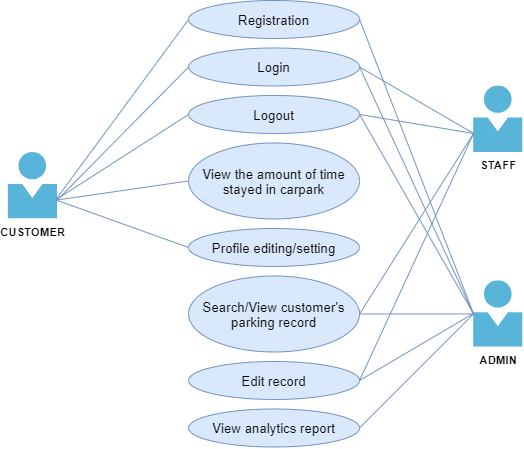 Registration
Login
Logout
STAFF
View the amount of time
stayed in carpark
CUSTOMER
Profile editing/setting
Search/View customer's
parking record
ADMIN
Edit record
View analytics report